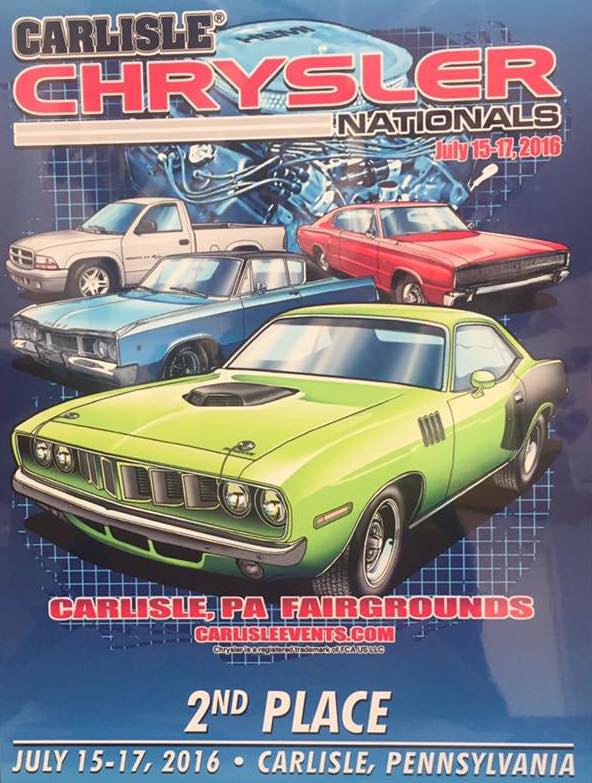 CARLISLE®
HEMI
CHRYSLER
NATIONALS
July 15-17, 2016
CARLISLE, PA FAIRGROUNDS
CARLISLEEVENTS.COM
Chrysler is a registered trademark of FCA US LLC
2ND PLACE
JULY 15-17, 2016 • CARLISLE, PENNSYLVANIA